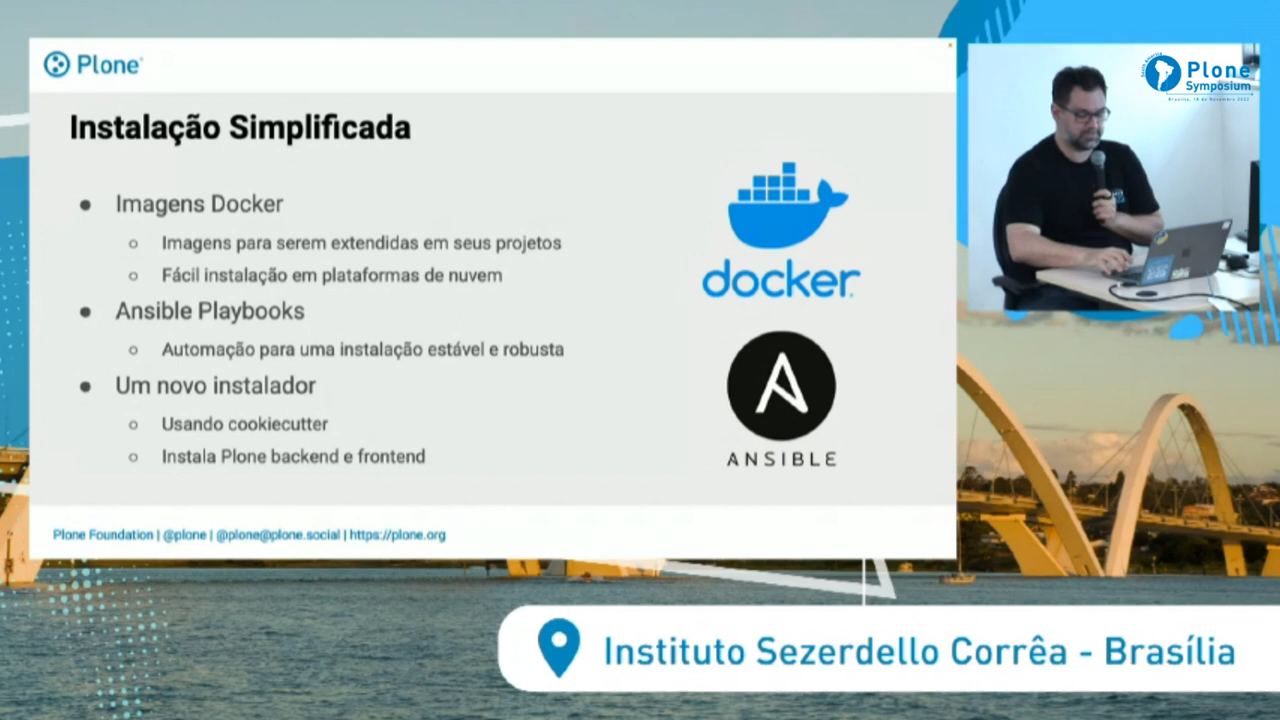 Plone
Instalação Simplificada
Imagens Docker
Imagens para serem extendidas em seus projetos
Fácil instalação em plataformas de nuvem
Ansible Playbooks
Automação para uma instalação estável e robusta
Um novo instalador
Usando cookiecutter
Instala Plone backend e frontend
docker
ANSIBLE
Plone Foundation | @plone | @plone@plone.social | https://plone.org
Plone
Symposium
Instituto Sezerdello Corrêa - Brasília